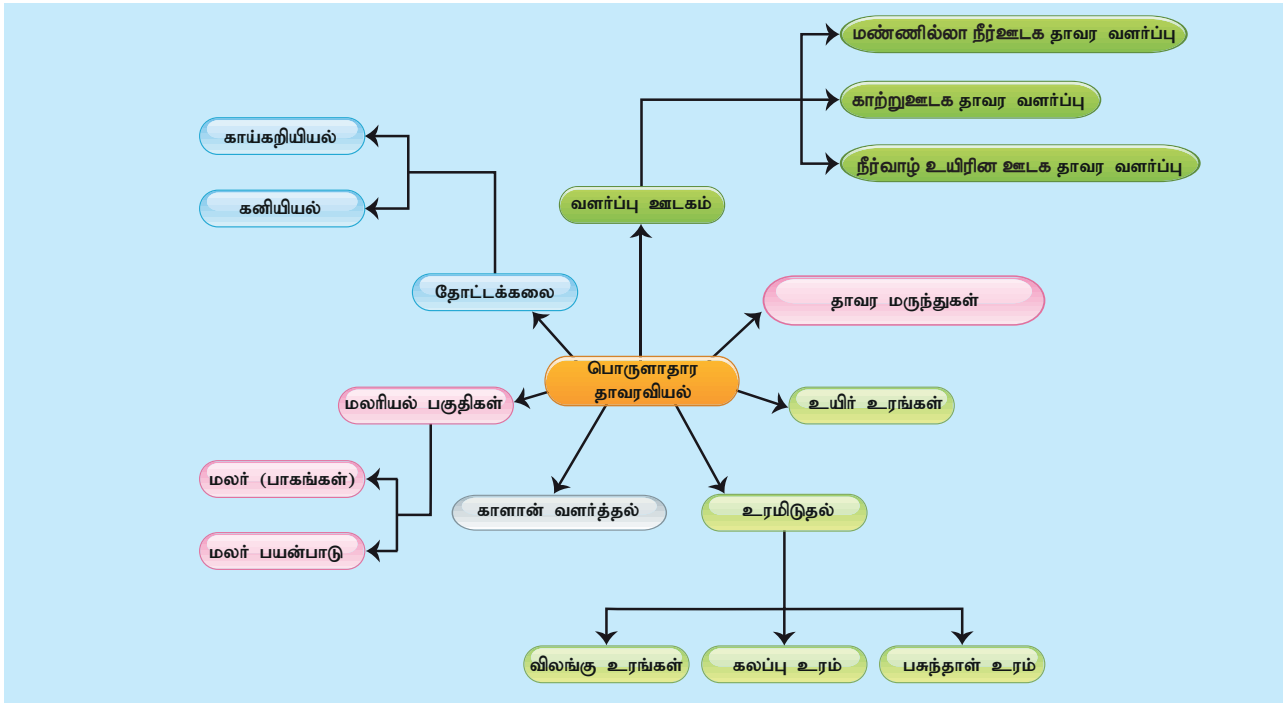 மண்ணில்லா நீர்ஊடக தாவர வளர்ப்பு
காற்றுஊடக தாவர வளர்ப்பு
நீர்வாழ் உயிரின ஊடக தாவர வளர்ப்பு
காய்கறியியல்
கனியியல்
வளர்ப்பு ஊடகம்
தோட்டக்கலை
தாவர மருந்துகள்
பொருளாதார
தாவரவியல்
மலரியல் பகுதிகள்
உயிர் உரங்கள்
மலர் (பாகங்கள்)
மலர் பயன்பாடு
காளான் வளர்த்தல்
உரமிடுதல்
விலங்கு உரங்கள்
கலப்பு உரம்
பசுந்தாள் உரம்